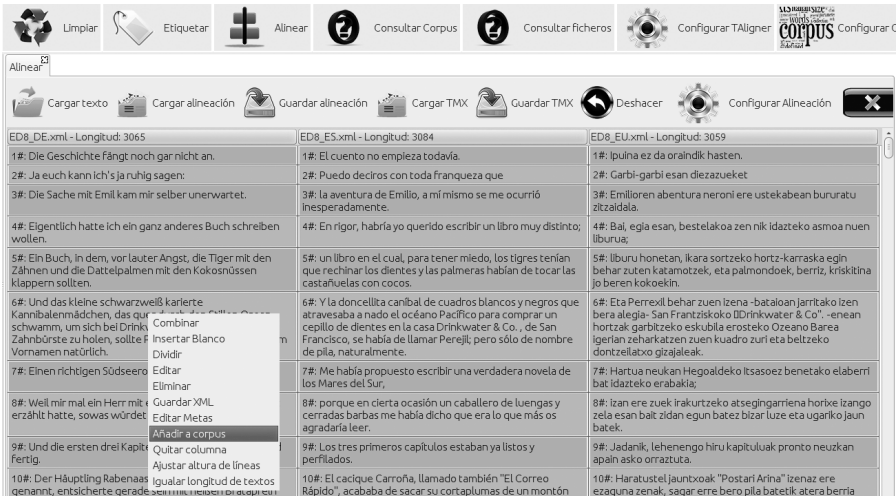 Limpiar Etiquetar Alinear Consultar Corpus Consultar ficheros Configurar TAligner CORPUS Configurar C
Alinear
Cargar texto Cargar alineación Guardar alineación Cargar TMX Guardar TMX Deshacer Configurar Alineación
ED8_DE.xml - Longitud: 3065
1#: Die Geschichte fängt noch gar nicht an.
2#: Ja euch kann ich's ja ruhig sagen:
3#: Die Sache mit Emil kam mir selber unerwartet.
4#: Eigentlich hatte ich ein ganz anderes Buch schreiben
wollen.
5#: Ein Buch, in dem, vor lauter Angst, die Tiger mit den
Zähnen und die Dattelpalmen mit den Kokosnüssen
klappern sollten.
6#: Und das kleine schwarzweiß karierte
Kannibalenmädchen, das
schwamm, um sich bei
Zahnbürste zu holen, sollte
Vornamen natürlich.
7#: Einen richtigen
8#: Weil mir mal ein Herr mit
erzählt hatte, sowas
9#: Und die ersten drei
fertig.
10#: Der Häuptling
genannt, entsicherte gerade
Combinar
Insertar Blanco
Dividir
Editar
Eliminar
Guardar XML
Editar Metas
Añadir a corpus
Quitar columna
Ajustar altura de líneas
Igualar longitud de textos
ED8_ES.xml - Longitud: 3084
1#: El cuento no empieza todavía.
2#: Puedo deciros con toda franqueza que
3#: la aventura de Emilio, a mí mismo se me ocurrió
inesperadamente.
4#: En rigor, habría yo querido escribir un libro muy distinto;
5#: un libro en el cual, para tener miedo, los tigres tenían
que rechinar los dientes y las palmeras habían de tocar las
castañuelas con cocos.
6#: Y la doncellita caníbal de cuadros blancos y negros que
atravesaba a nado el océano Pacífico para comprar un
cepillo de dientes en la casa Drinkwater & Co. , de San
Francisco, se había de llamar Perejil; pero sólo de nombre
de pila, naturalmente.
7#: Me había propuesto escribir una verdadera novela de
los Mares del Sur,
8#: porque en cierta ocasión un caballero de luengas y
cerradas barbas me había dicho que era lo que más os
agradaría leer.
9#: Los tres primeros capítulos estaban ya listos y
perfilados.
10#: El cacique Carroña, llamado también "El Correo
Rápido", acababa de sacar su cortaplumas de un montón
ED8_EU.xml - Longitud: 3059
1#: Ipuina ez da oraindik hasten.
2#: Garbi-garbi esan diezazueket
3#: Emilioren abentura neroni ere ustekabean bururatu
zitzaidala.
4#: Bai, egia esan, bestelakoa zen nik idazteko asmoa nuen
liburua;
5#: liburu honetan, ikara sortzeko hortz-karraska egin
behar zuten katamotzek, eta palmondoek, berriz, kriskitina
jo beren kokoekin.
6#: Eta Perrexil behar zuen izena -bataioan jarritako izen
bera alegia- San Frantziskoko Drinkwater & Co". -enean
hortzak garbitzeko eskubila erosteko Ozeano Barea
igerian zeharkatzen zuen kuadro zuri eta beltzeko
dontzeilatxo gizajaleak.
7#: Hartua neukan Hegoaldeko Itsasoez benetako elaberri
bat idazteko erabakia;
8#: izan ere zuek irakurtzeko atsegingarriena horixe izango
zela esan bait zidan egun batez bizar luze eta ugariko jaun
batek.
9#: Jadanik, lehenengo hiru kapituluak pronto neuzkan
apain asko orraztuta.
10#: Haratustel jauntxoak "Postari Arina" izenaz ere
ezaguna zenak, sagar erre bero pila batetik atera berria